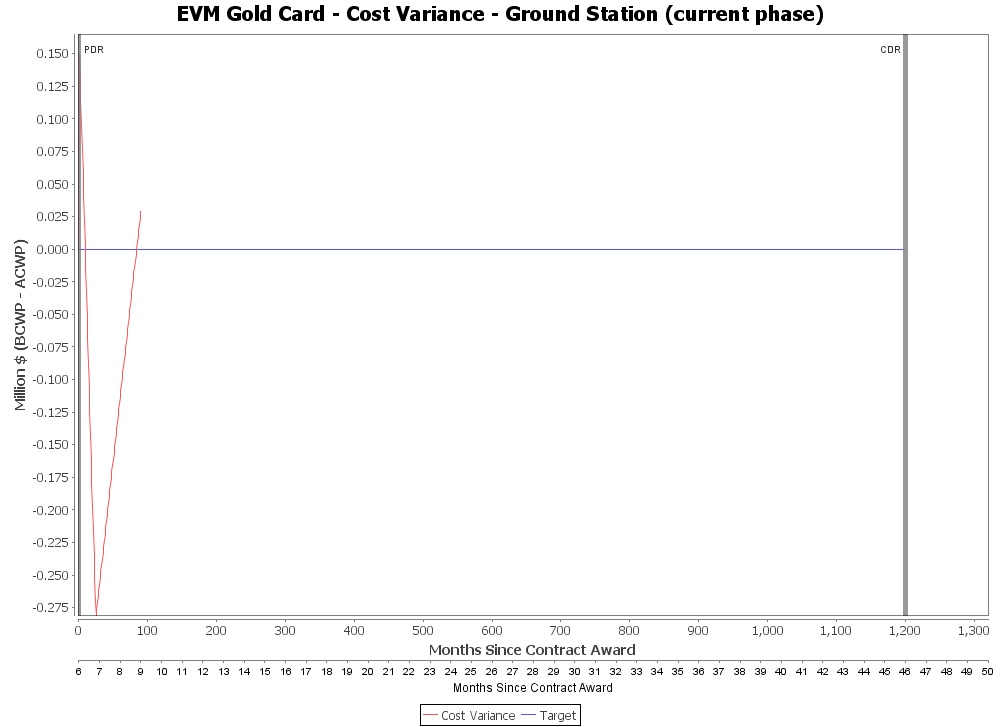 EVM Gold Card - Cost Variance - Ground Station (current phase)
PDR
CDR
0.150
0.125
0.100
0.075
0.050
0.025
0.000
-0.025
-0.050
-0.075
-0.100
-0.125
-0.150
-0.175
-0.200
-0.225
-0.250
-0.275
Million $ (BCWP - ACWP)
0 100 200 300 400 500 600 700 800 900 1,000 1,100 1,200 1,300
Months Since Contract Award
6 7 8 9 10 11 12 13 14 15 16 17 18 19 20 21 22 23 24 25 26 27 28 29 30 31 32 33 34 35 36 37 38 39 40 41 42 43 44 45 46 47 48 49 50
Months Since Contract Award
Cost Variance Target